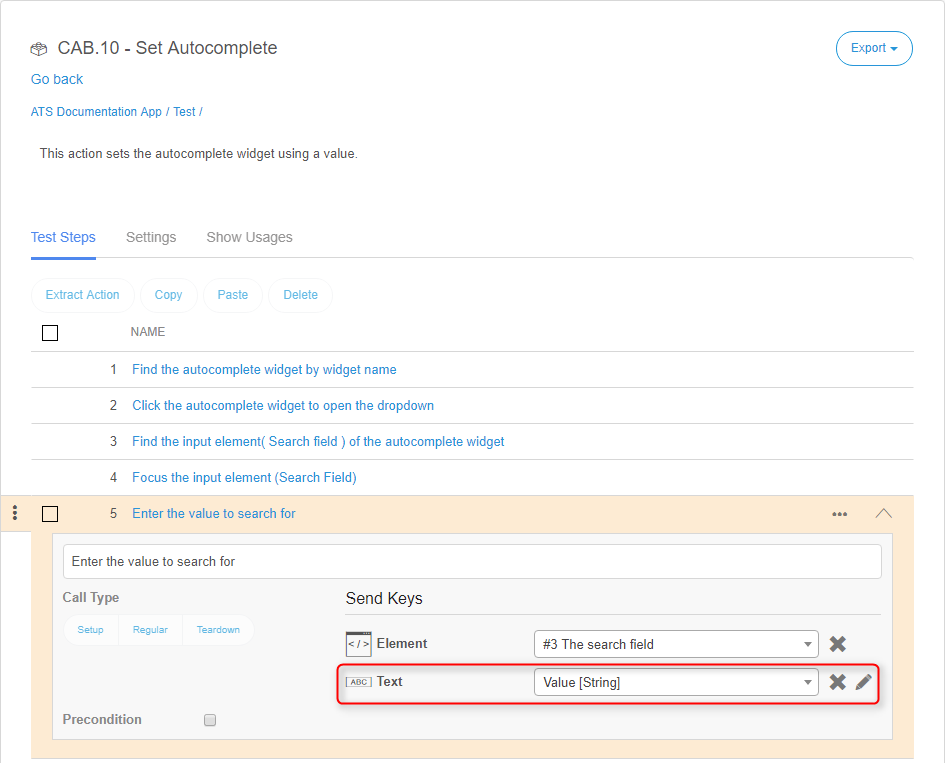 CAB.10 - Set Autocomplete
Export
Go back
ATS Documentation App / Test /
This action sets the autocomplete widget using a value.
Test Steps Settings Show Usages
Extract Action Copy Paste Delete
NAME
1 Find the autocomplete widget by widget name
2 Click the autocomplete widget to open the dropdown
3 Find the input element( Search field ) of the autocomplete widget
4 Focus the input element (Search Field)
5 Enter the value to search for
Enter the value to search for
Call Type Send Keys
Setup Regular Teardown
</> Element #3 The search field
ABC Text Value [String]
Precondition